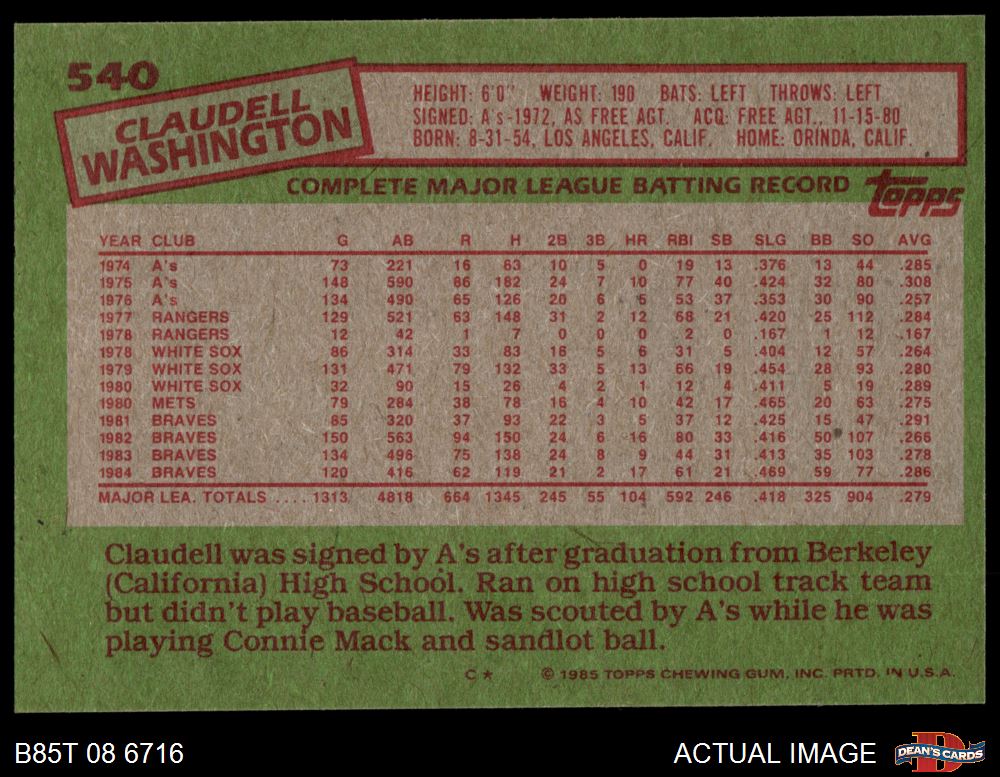 540
CLAUDELL
WASHINGTON
HEIGHT: 6'0" WEIGHT: 190 BATS: LEFT THROWS: LEFT
SIGNED: A's-1972, AS FREE AGT. ACQ: FREE AGT., 11-15-80
BORN: 8-31-54, LOS ANGELES, CALIF. HOME: ORINDA, CALIF.
COMPLETE MAJOR LEAGUE BATTING RECORD
topps
YEAR CLUB G AB R H 2B 3B HR RBI SB SLG BB SO AVG
1974 A's 73 221 16 63 10 5 0 19 13 .376 13 44 .285
1975 A's 148 590 86 182 24 7 10 77 40 .424 32 80 .308
1976 A's 134 490 65 126 20 6 5 53 37 .353 30 90 .257
1977 RANGERS 129 521 63 148 31 2 12 68 21 .420 25 112 .284
1978 RANGERS 12 42 1 7 0 0 0 2 0 .167 1 12 .167
1978 WHITE SOX 86 314 33 83 16 5 6 31 5 .404 12 57 .264
1979 WHITE SOX 131 471 79 132 33 5 13 66 19 .454 28 93 .280
1980 WHITE SOX 32 90 15 26 4 2 1 12 4 .411 5 19 .289
1980 METS 79 284 38 78 16 4 10 42 17 .465 20 63 .275
1981 BRAVES 85 320 37 93 22 3 5 37 12 .425 15 47 .291
1982 BRAVES 150 563 94 150 24 6 16 80 33 .416 50 107 .266
1983 BRAVES 134 496 75 138 24 8 9 44 31 .413 35 103 .278
1984 BRAVES 120 416 62 119 21 2 17 61 21 .469 59 77 .286
MAJOR LEA. TOTALS .... 1313 4818 664 1345 245 55 104 592 246 .418 325 904 .279
Claudell was signed by A's after graduation from Berkeley
(California) High School. Ran on high school track team
but didn't play baseball. Was scouted by A's while he was
playing Connie Mack and sandlot ball.
C* © 1985 TOPPS CHEWING GUM, INC. PRTD. IN U.S.A.
B85T 08 6716
ACTUAL IMAGE
DEAN'S CARDS